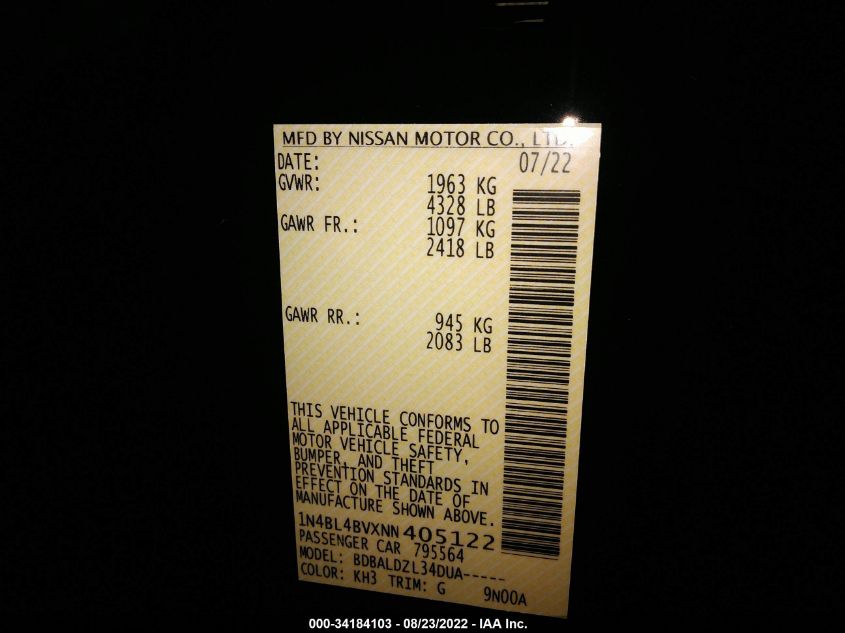 MFD BY NISSAN MOTOR CO., LTD.
DATE: 07/22
GVWR: 1963 KG
4328 LB
GAWR FR.: 1097 KG
2418 LB
GAWR RR.: 945 KG
2083 LB
THIS VEHICLE CONFORMS TO
ALL APPLICABLE FEDERAL
MOTOR VEHICLE SAFETY,
BUMPER, AND THEFT
PREVENTION STANDARDS IN
EFFECT ON THE DATE OF
MANUFACTURE SHOWN ABOVE.
1N4BL4BVXNN405122
PASSENGER CAR 795564
MODEL: BDBALDZL34DUA-----
COLOR: KH3 TRIM: G 9N00A
000-34184103 - 08/23/2022 - IAA Inc.